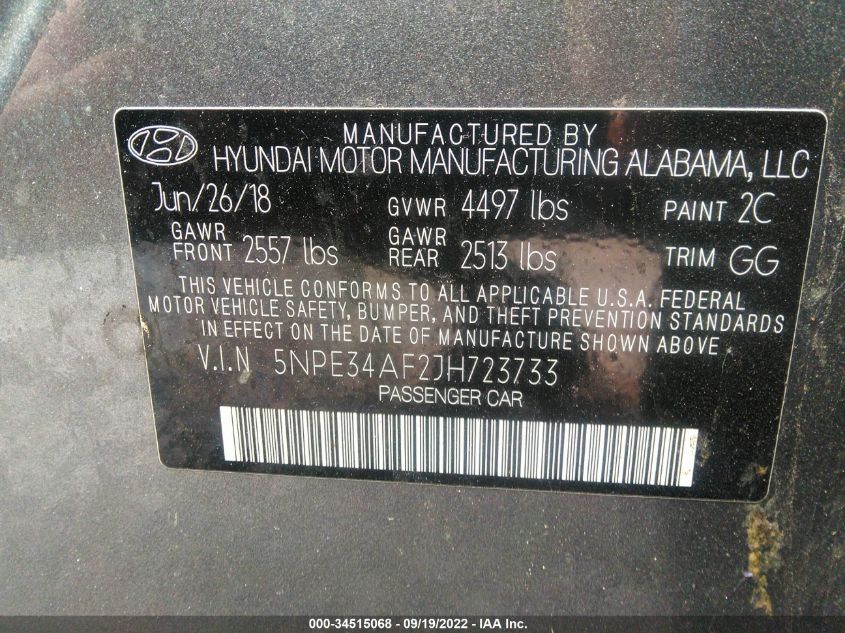 MANUFACTURED BY
HYUNDAI MOTOR MANUFACTURING ALABAMA, LLC
Jun/26/18 GVWR 4497 lbs PAINT 2C
GAWR FRONT 2557 lbs GAWR REAR 2513 lbs TRIM GG
THIS VEHICLE CONFORMS TO ALL APPLICABLE U.S.A. FEDERAL
MOTOR VEHICLE SAFETY, BUMPER, AND THEFT PREVENTION STANDARDS
IN EFFECT ON THE DATE OF MANUFACTURE SHOWN ABOVE
V.I.N 5NPE34AF2JH723733
PASSENGER CAR
000-34515068 - 09/19/2022 - IAA Inc.